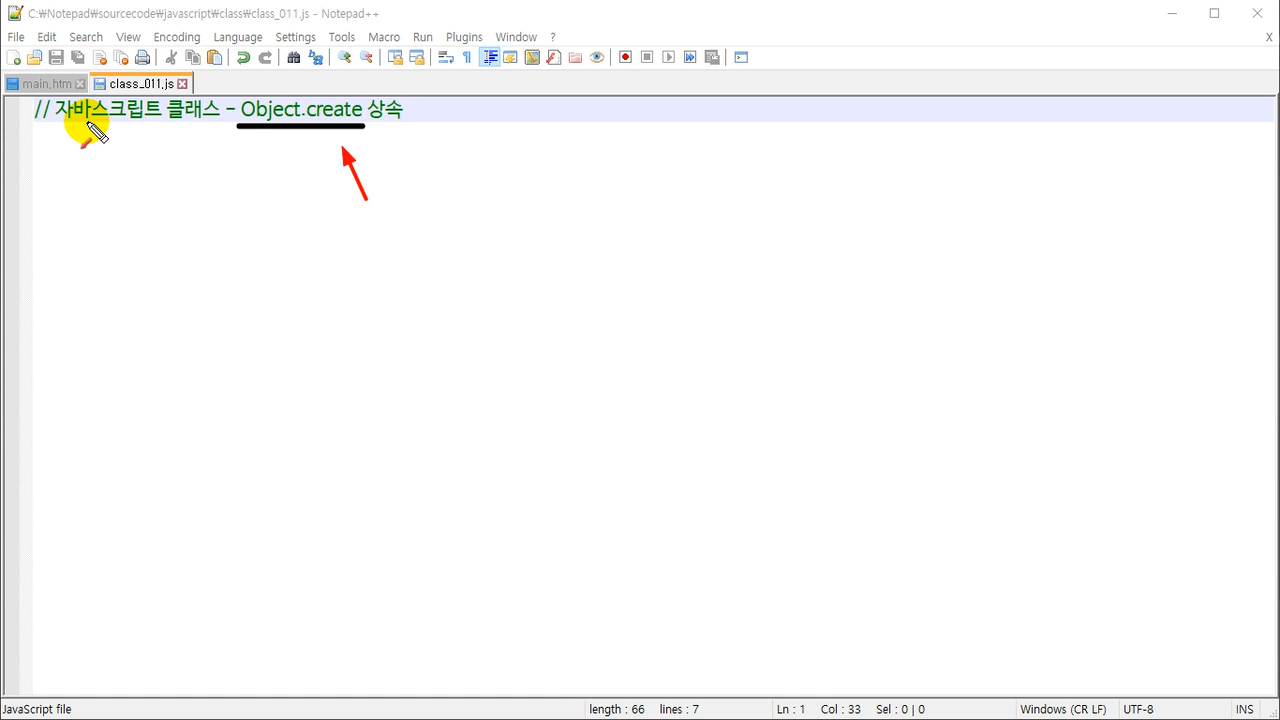 C:₩Notepad₩sourcecode₩javascript₩class₩class_011.js - Notepad++
File Edit Search View Encoding Language Settings Tools Macro Run Plugins Window ? X
main.htm class_011.js
// 자바스크립트 클래스 - Object.create 상속
JavaScript file length : 66 lines : 7 Ln : 1 Col : 33 Sel : 0 | 0 Windows (CR LF) UTF-8 INS